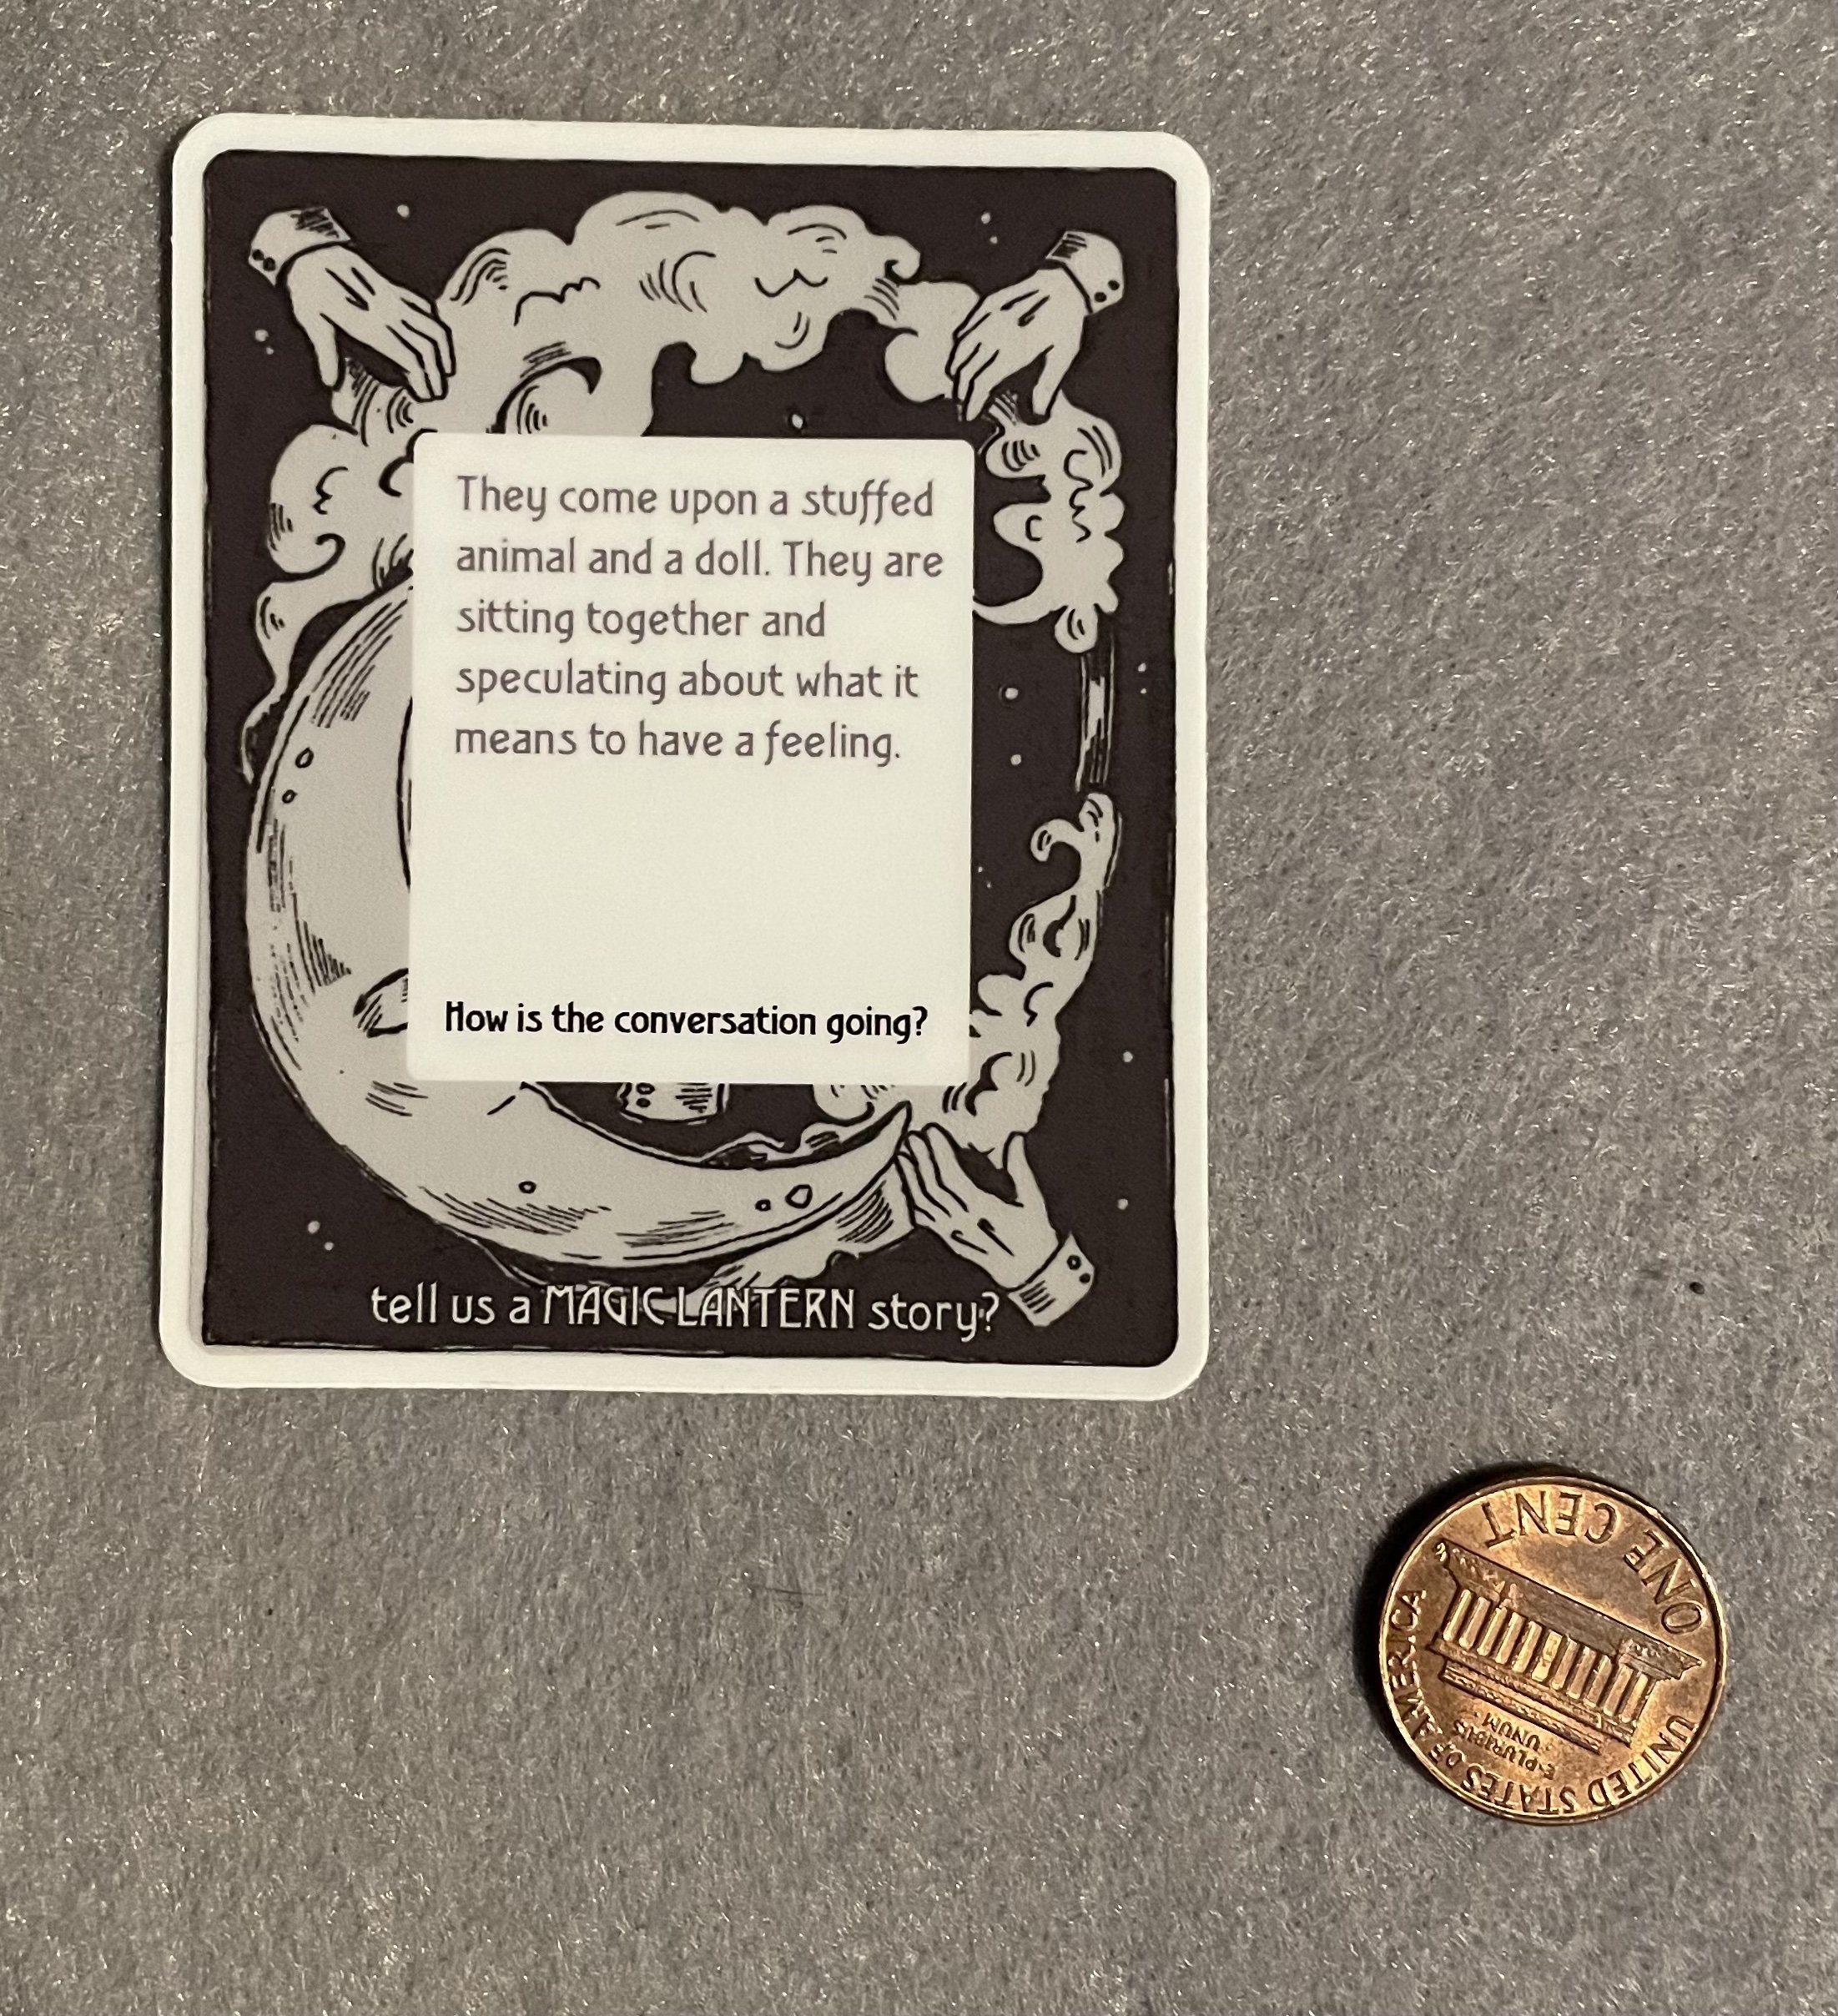 They come upon a stuffed
animal and a doll. They are
sitting together and
speculating about what it
means to have a feeling.
How is the conversation going?
tell us a MAGIC LANTERN story?
ONE CENT
UNITED STATES OF AMERICA
E·PLURIBUS
·UNUM·